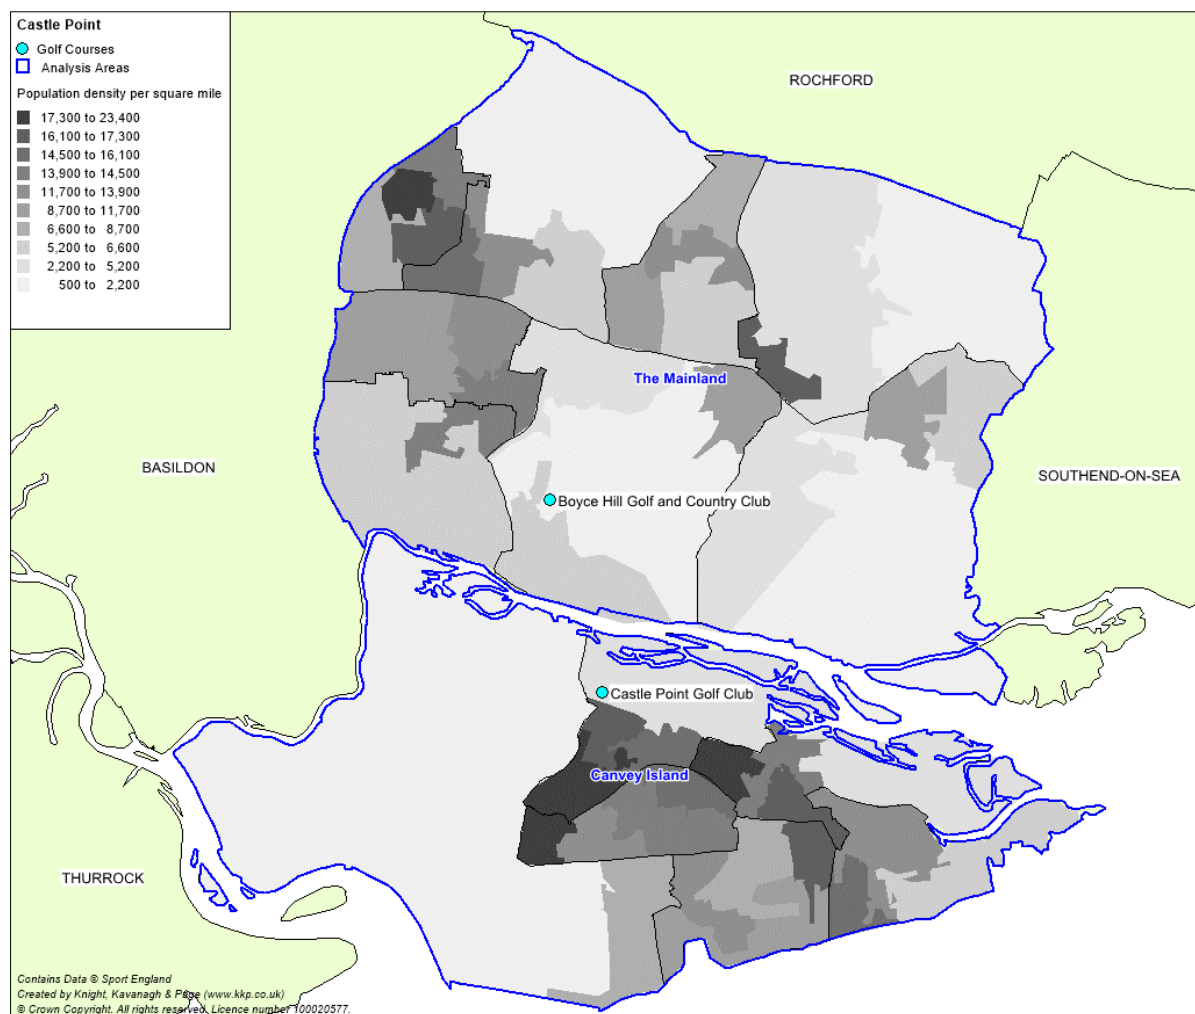 Castle Point
Golf Courses
Analysis Areas
Population density per square mile
17,300 to 23,400
16,100 to 17,300
14,500 to 16,100
13,900 to 14,500
11,700 to 13,900
8,700 to 11,700
6,600 to 8,700
5,200 to 6,600
2,200 to 5,200
500 to 2,200
ROCHFORD
The Mainland
BASILDON
SOUTHEND-ON-SEA
Boyce Hill Golf and Country Club
Castle Point Golf Club
Canvey Island
THURROCK
Contains Data © Sport England
Created by Knight, Kavanagh & Page (www.kkp.co.uk)
© Crown Copyright. All rights reserved. Licence number 100020577.